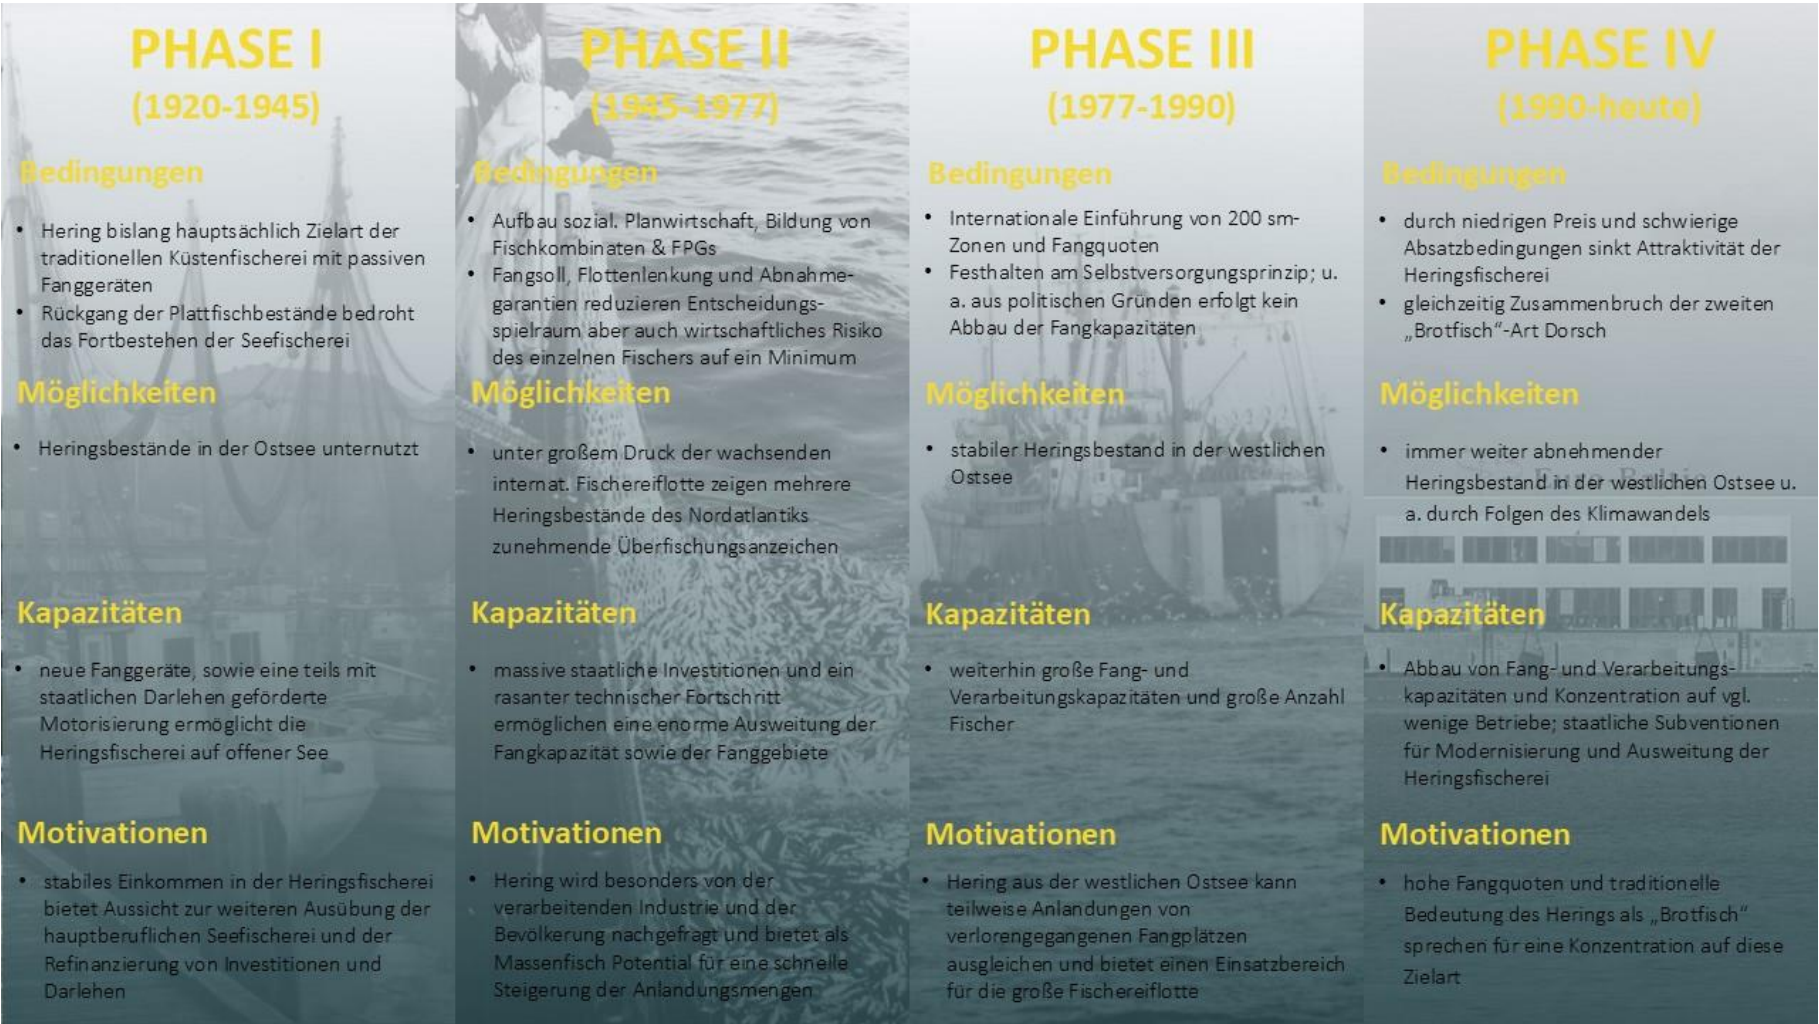 PHASE I
(1920-1945)
Bedingungen
• Hering bislang hauptsächlich Zielart der
traditionellen Küstenfischerei mit passiven
Fanggeräten
• Rückgang der Plattfischbestände bedroht
das Fortbestehen der Seefischerei
Möglichkeiten
• Heringsbestände in der Ostsee unternutzt
Kapazitäten
• neue Fanggeräte, sowie eine teils mit
staatlichen Darlehen geförderte
Motorisierung ermöglicht die
Heringsfischerei auf offener See
Motivationen
• stabiles Einkommen in der Heringsfischerei
bietet Aussicht zur weiteren Ausübung der
hauptberuflichen Seefischerei und der
Refinanzierung von Investitionen und
Darlehen
PHASE II
(1945-1977)
Bedingungen
• Aufbau sozial. Planwirtschaft, Bildung von
Fischkombinaten & FPGs
• Fangsoll, Flottenlenkung und Abnahme-
garantien reduzieren Entscheidungs-
spielraum aber auch wirtschaftliches Risiko
des einzelnen Fischers auf ein Minimum
Möglichkeiten
• unter großem Druck der wachsenden
internat. Fischereiflotte zeigen mehrere
Heringsbestände des Nordatlantiks
zunehmende Überfischungsanzeichen
Kapazitäten
• massive staatliche Investitionen und ein
rasanter technischer Fortschritt
ermöglichen eine enorme Ausweitung der
Fangkapazität sowie der Fanggebiete
Motivationen
• Hering wird besonders von der
verarbeitenden Industrie und der
Bevölkerung nachgefragt und bietet als
Massenfisch Potential für eine schnelle
Steigerung der Anlandungsmengen
PHASE III
(1977-1990)
Bedingungen
• Internationale Einführung von 200 sm-
Zonen und Fangquoten
• Festhalten am Selbstversorgungsprinzip; u.
a. aus politischen Gründen erfolgt kein
Abbau der Fangkapazitäten
Möglichkeiten
• stabiler Heringsbestand in der westlichen
Ostsee
Kapazitäten
• weiterhin große Fang- und
Verarbeitungskapazitäten und große Anzahl
Fischer
Motivationen
• Hering aus der westlichen Ostsee kann
teilweise Anlandungen von
verlorengegangenen Fangplätzen
ausgleichen und bietet einen Einsatzbereich
für die große Fischereiflotte
PHASE IV
(1990-heute)
Bedingungen
• durch niedrigen Preis und schwierige
Absatzbedingungen sinkt Attraktivität der
Heringsfischerei
• gleichzeitig Zusammenbruch der zweiten
„Brotfisch“-Art Dorsch
Möglichkeiten
• immer weiter abnehmender
Heringsbestand in der westlichen Ostsee u.
a. durch Folgen des Klimawandels
Euro-Baltic
Kapazitäten
• Abbau von Fang- und Verarbeitungs-
kapazitäten und Konzentration auf vgl.
wenige Betriebe; staatliche Subventionen
für Modernisierung und Ausweitung der
Heringsfischerei
Motivationen
• hohe Fangquoten und traditionelle
Bedeutung des Herings als „Brotfisch“
sprechen für eine Konzentration auf diese
Zielart